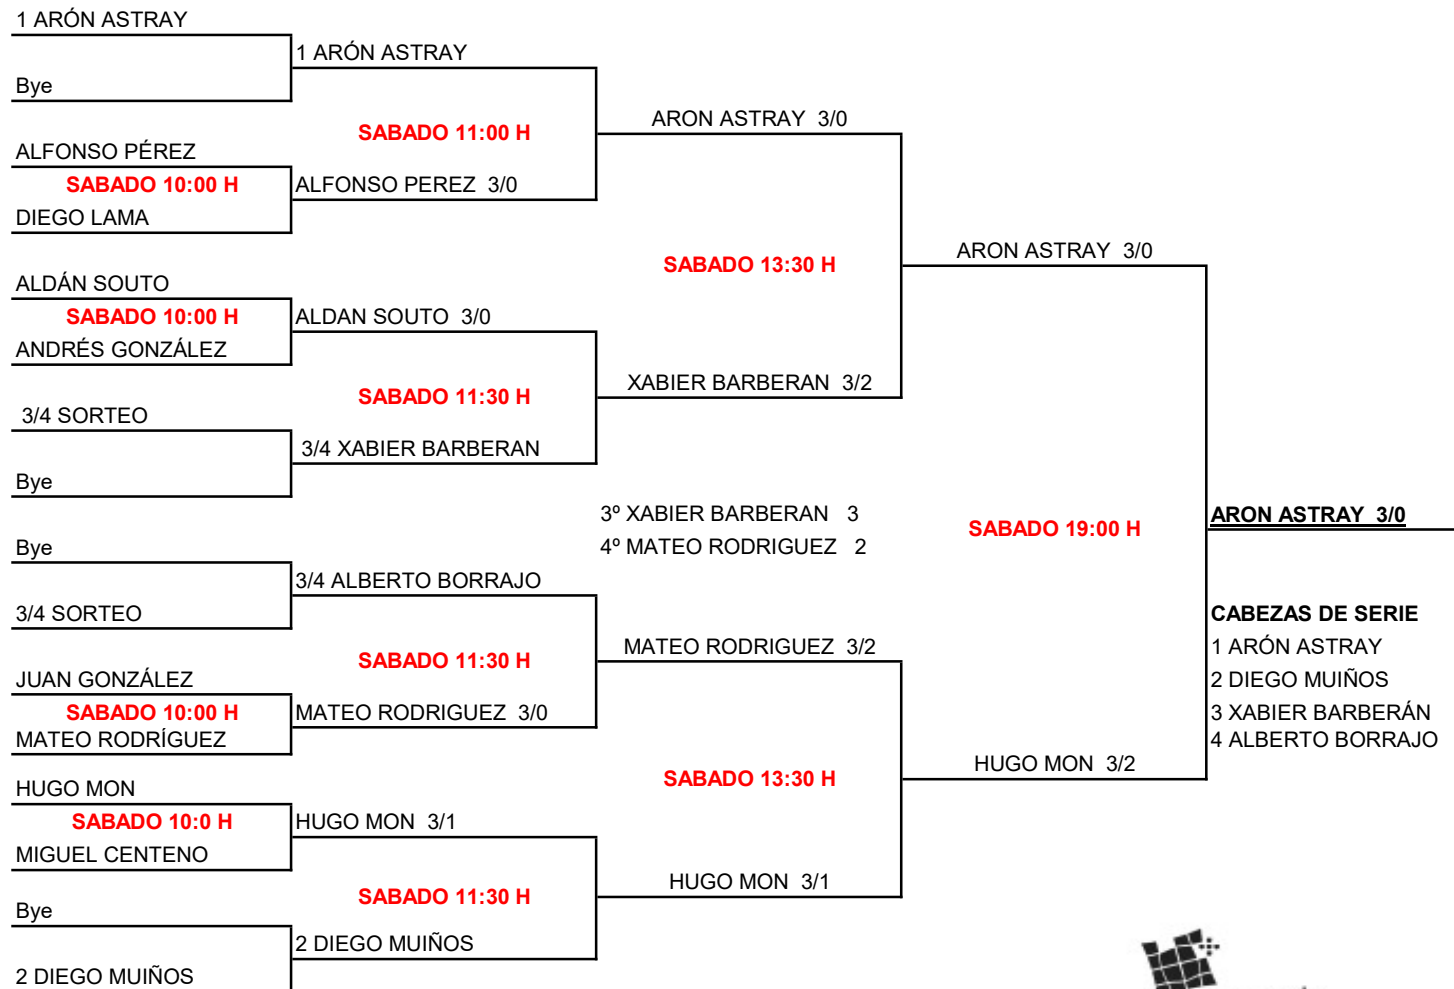 1 ARÓN ASTRAY
1 ARÓN ASTRAY
Bye
ARON ASTRAY 3/0
SABADO 11:00 H
ALFONSO PÉREZ
SABADO 10:00 H
ALFONSO PEREZ 3/0
DIEGO LAMA
ARON ASTRAY 3/0
SABADO 13:30 H
ALDÁN SOUTO
SABADO 10:00 H
ALDAN SOUTO 3/0
ANDRÉS GONZÁLEZ
XABIER BARBERAN 3/2
SABADO 11:30 H
3/4 SORTEO
3/4 XABIER BARBERAN
Bye
3º XABIER BARBERAN 3
ARON ASTRAY 3/0
SABADO 19:00 H
4º MATEO RODRIGUEZ 2
Bye
3/4 ALBERTO BORRAJO
3/4 SORTEO
CABEZAS DE SERIE
1 ARÓN ASTRAY
2 DIEGO MUIÑOS
3 XABIER BARBERÁN
4 ALBERTO BORRAJO
MATEO RODRIGUEZ 3/2
SABADO 11:30 H
JUAN GONZÁLEZ
SABADO 10:00 H
MATEO RODRIGUEZ 3/0
MATEO RODRÍGUEZ
HUGO MON 3/2
SABADO 13:30 H
HUGO MON
SABADO 10:0 H
HUGO MON 3/1
MIGUEL CENTENO
HUGO MON 3/1
SABADO 11:30 H
Bye
2 DIEGO MUIÑOS
2 DIEGO MUIÑOS